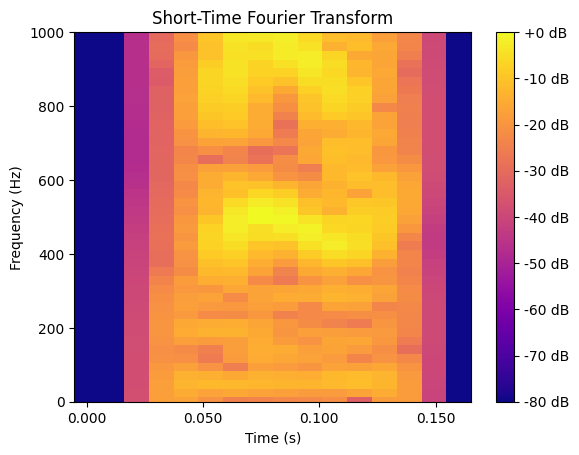 Short-Time Fourier Transform
1000
800
600
400
200
0
Frequency (Hz)
0.000
0.050
0.100
0.150
Time (s)
+0 dB
-10 dB
-20 dB
-30 dB
-40 dB
-50 dB
-60 dB
-70 dB
-80 dB